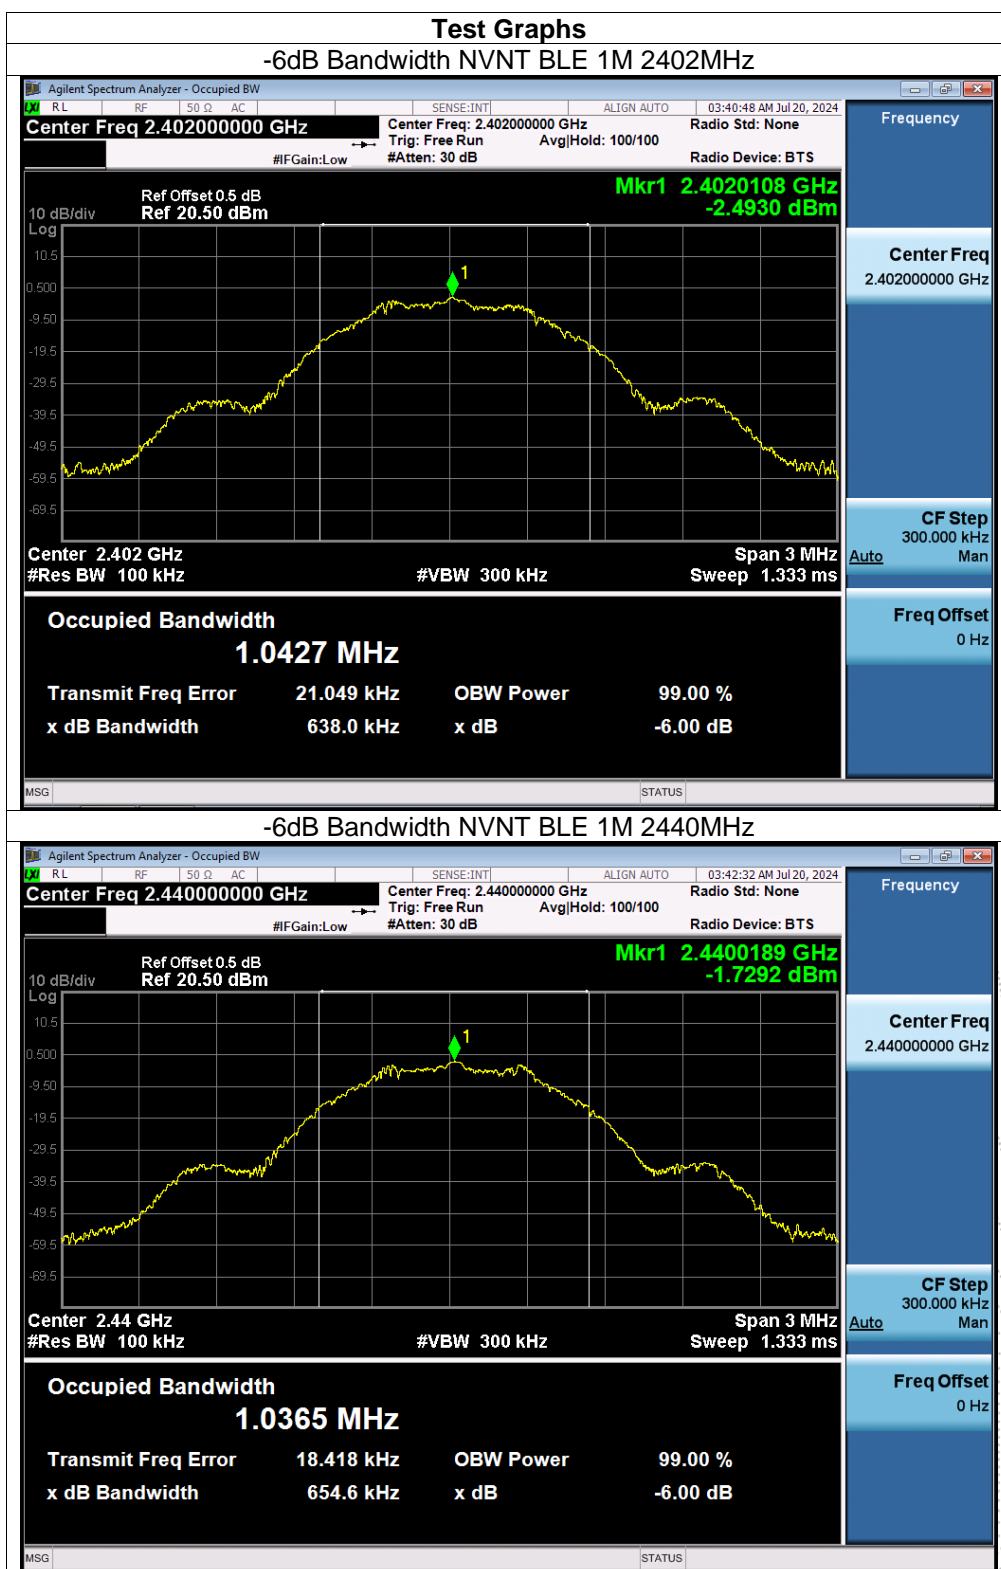 Test Graphs
-6dB Bandwidth NVNT BLE 1M 2402MHz
Agilent Spectrum Analyzer - Occupied BW
LXI RL RF 50 Ω AC SENSE:INT ALIGN AUTO 03:40:48 AM Jul 20, 2024
Center Freq 2.402000000 GHz
Center Freq: 2.402000000 GHz
Radio Std: None
Trig: Free Run Avg|Hold: 100/100
#IFGain:Low #Atten: 30 dB Radio Device: BTS
Frequency
Mkr1 2.4020108 GHz
-2.4930 dBm
Ref Offset 0.5 dB
10 dB/div Ref 20.50 dBm
Log
10.5
0.500
-9.50
-19.5
-29.5
-39.5
-49.5
-59.5
-69.5
1
Center 2.402 GHz Span 3 MHz
#Res BW 100 kHz #VBW 300 kHz Sweep 1.333 ms
Center Freq
2.402000000 GHz
CF Step
300.000 kHz
Auto Man
Freq Offset
0 Hz
Occupied Bandwidth
1.0427 MHz
Transmit Freq Error 21.049 kHz OBW Power 99.00 %
x dB Bandwidth 638.0 kHz x dB -6.00 dB
MSG STATUS
-6dB Bandwidth NVNT BLE 1M 2440MHz
Agilent Spectrum Analyzer - Occupied BW
LXI RL RF 50 Ω AC SENSE:INT ALIGN AUTO 03:42:32 AM Jul 20, 2024
Center Freq 2.440000000 GHz
Center Freq: 2.440000000 GHz
Radio Std: None
Trig: Free Run Avg|Hold: 100/100
#IFGain:Low #Atten: 30 dB Radio Device: BTS
Frequency
Mkr1 2.4400189 GHz
-1.7292 dBm
Ref Offset 0.5 dB
10 dB/div Ref 20.50 dBm
Log
10.5
0.500
-9.50
-19.5
-29.5
-39.5
-49.5
-59.5
-69.5
1
Center 2.44 GHz Span 3 MHz
#Res BW 100 kHz #VBW 300 kHz Sweep 1.333 ms
Center Freq
2.440000000 GHz
CF Step
300.000 kHz
Auto Man
Freq Offset
0 Hz
Occupied Bandwidth
1.0365 MHz
Transmit Freq Error 18.418 kHz OBW Power 99.00 %
x dB Bandwidth 654.6 kHz x dB -6.00 dB
MSG STATUS